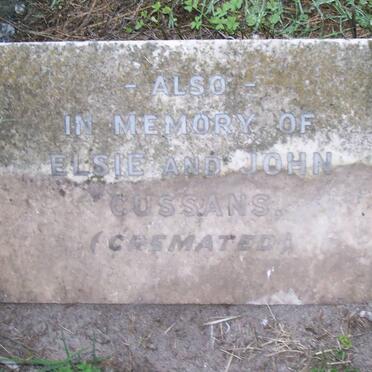 - ALSO -
IN MEMORY OF
ELSIE AND JOHN
CUSSANS.
(CREMATED)